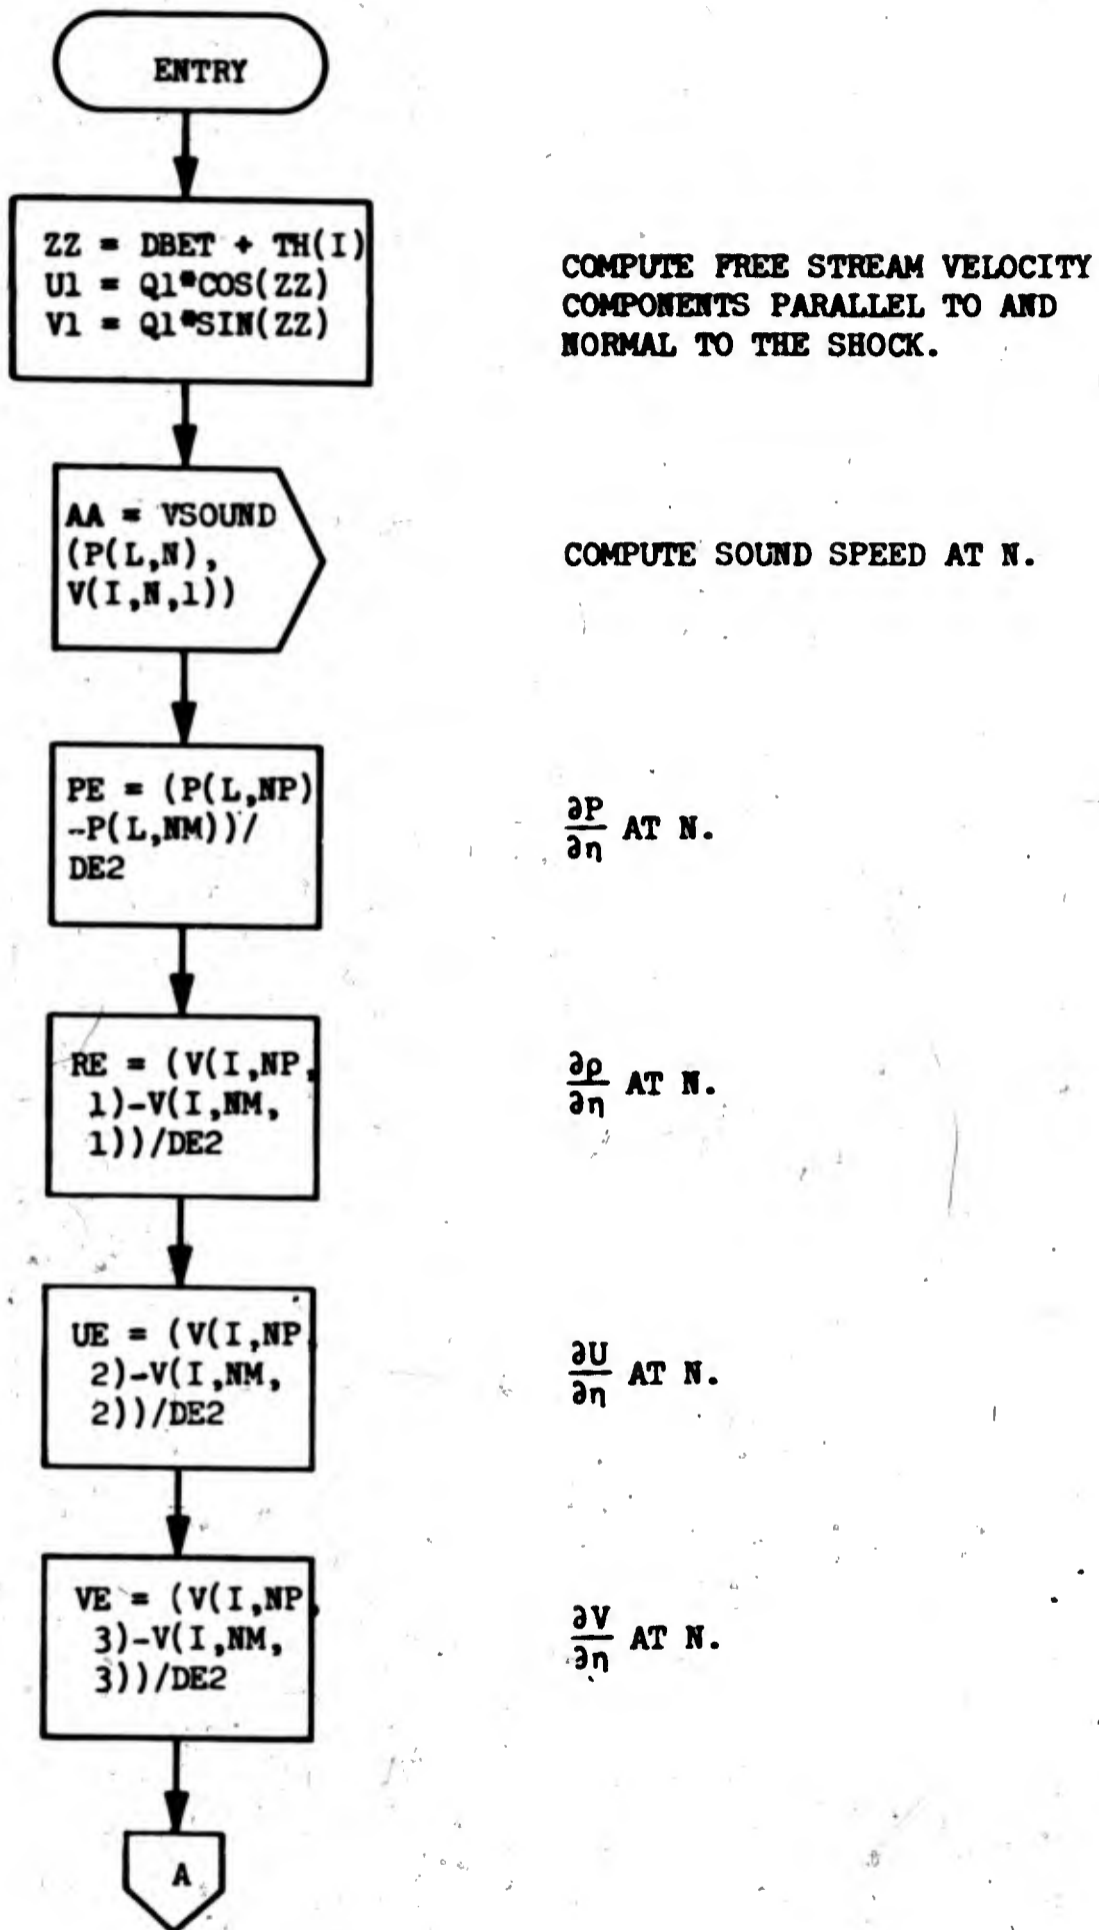 ENTRY
ZZ = DBET + TH(I)
U1 = Q1*COS(ZZ)
V1 = Q1*SIN(ZZ)
COMPUTE FREE STREAM VELOCITY
COMPONENTS PARALLEL TO AND
NORMAL TO THE SHOCK.
AA = VSOUND
(P(L,N),
V(I,N,1))
COMPUTE SOUND SPEED AT N.
PE = (P(L,NP)
-P(L,NM))/
DE2
∂P/∂η AT N.
RE = (V(I,NP,
1)-V(I,NM,
1))/DE2
∂ρ/∂η AT N.
UE = (V(I,NP,
2)-V(I,NM,
2))/DE2
∂U/∂η AT N.
VE = (V(I,NP,
3)-V(I,NM,
3))/DE2
∂V/∂η AT N.
A